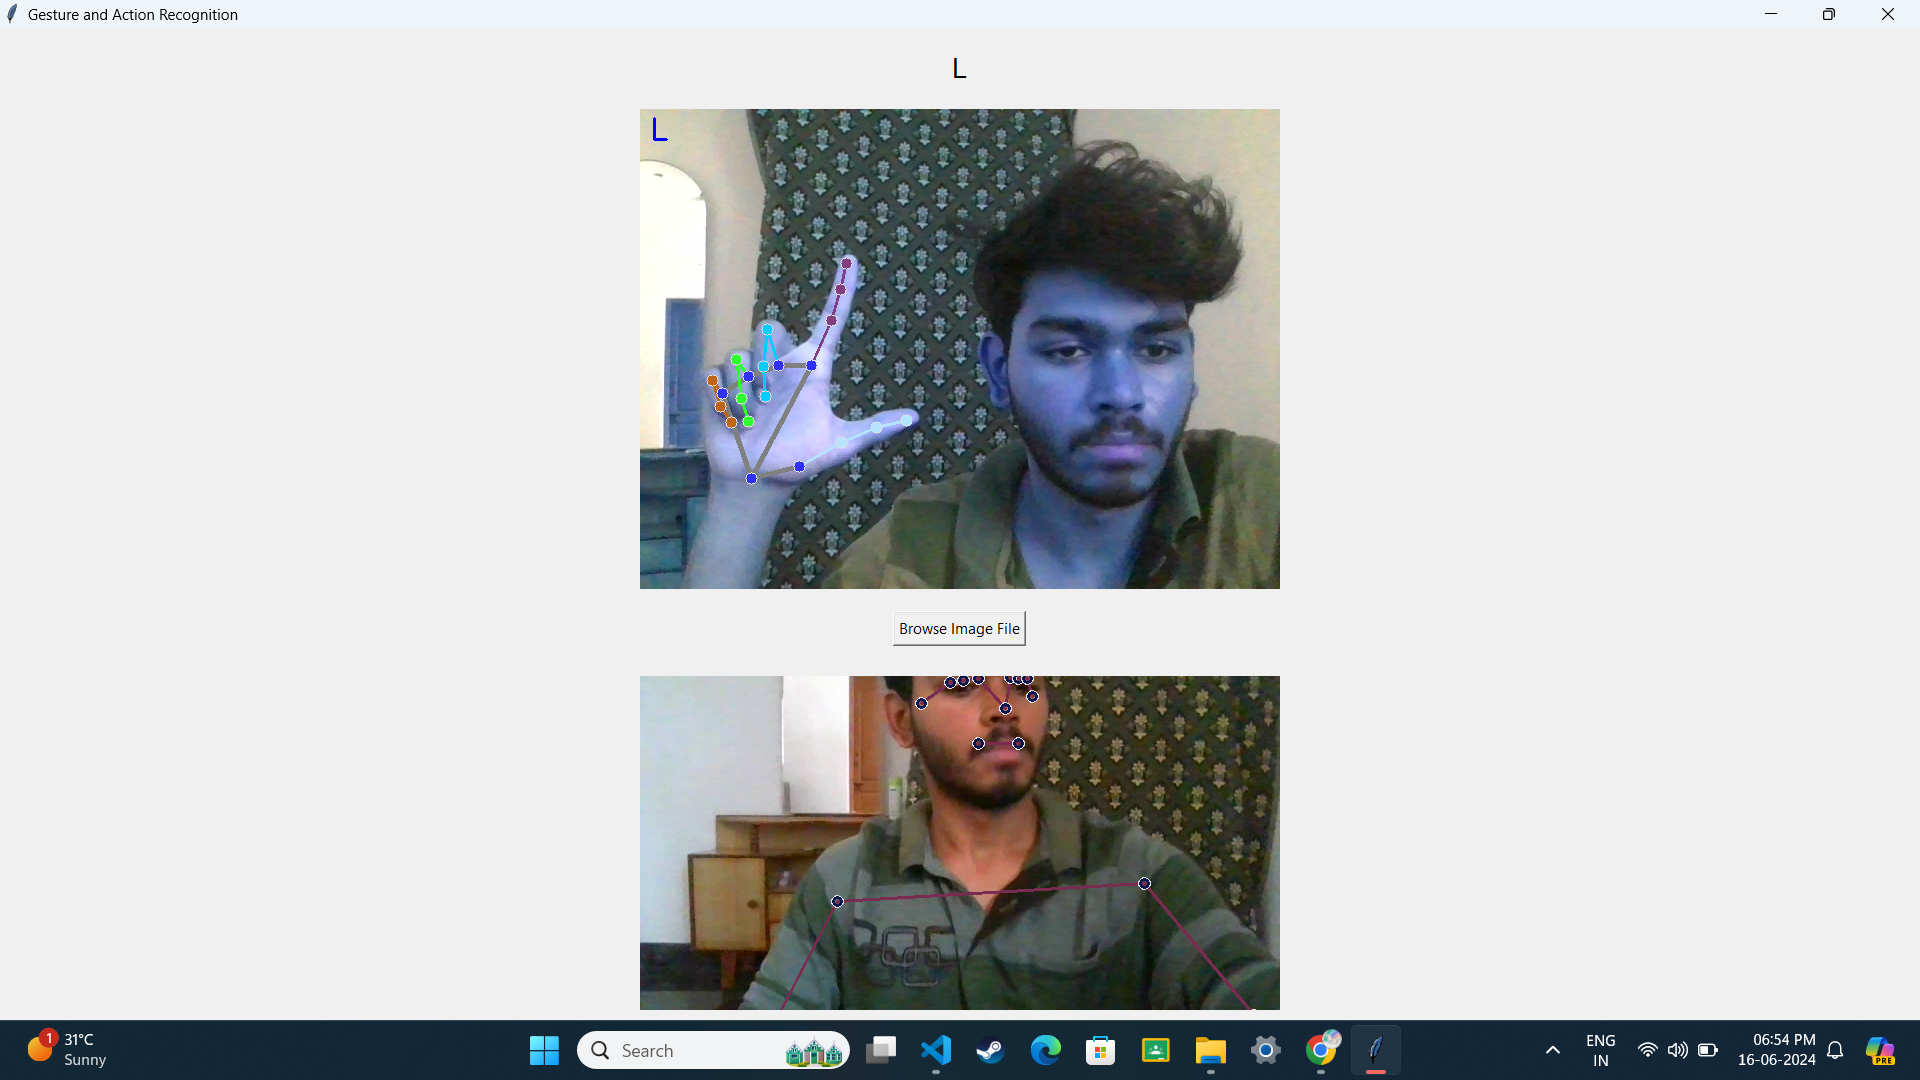 Gesture and Action Recognition
L
L
Browse Image File
1
31°C
Sunny
Search
ENG
IN
06:54 PM
16-06-2024
PRE